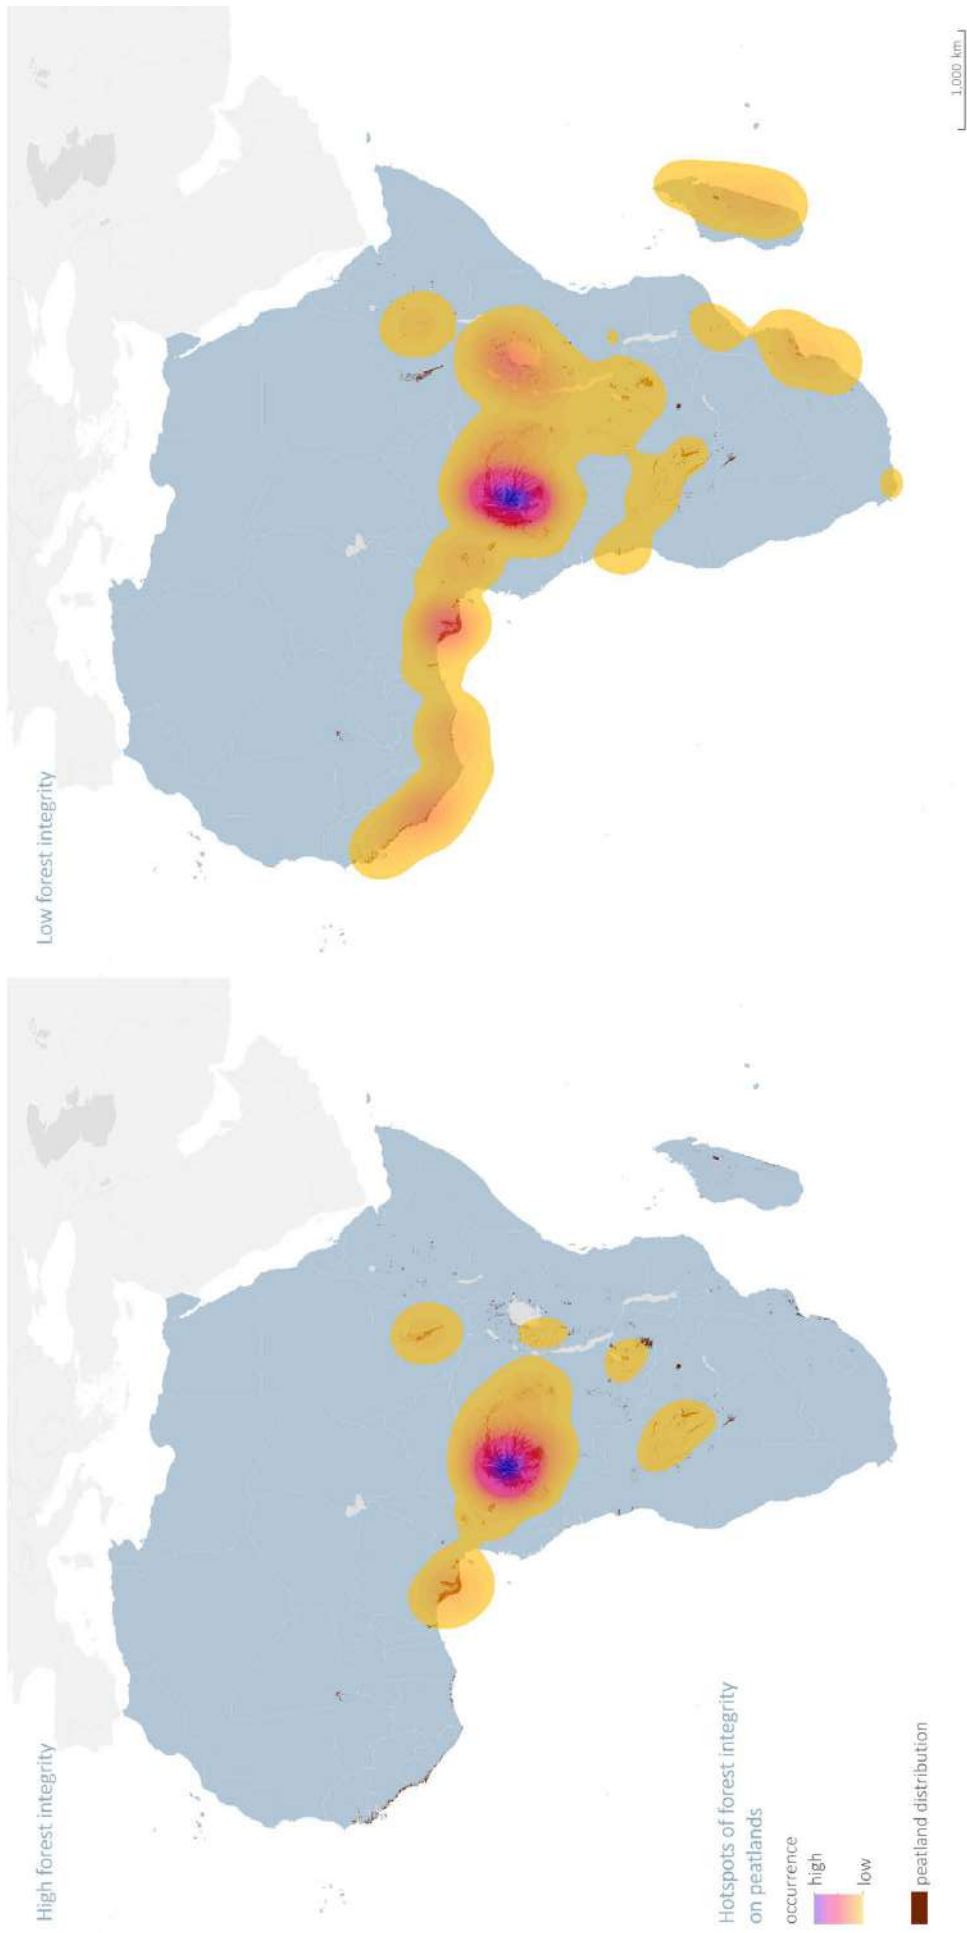 High forest integrity
Low forest integrity
Hotspots of forest integrity
on peatlands
occurrence
high
low
peatland distribution
1,000 km